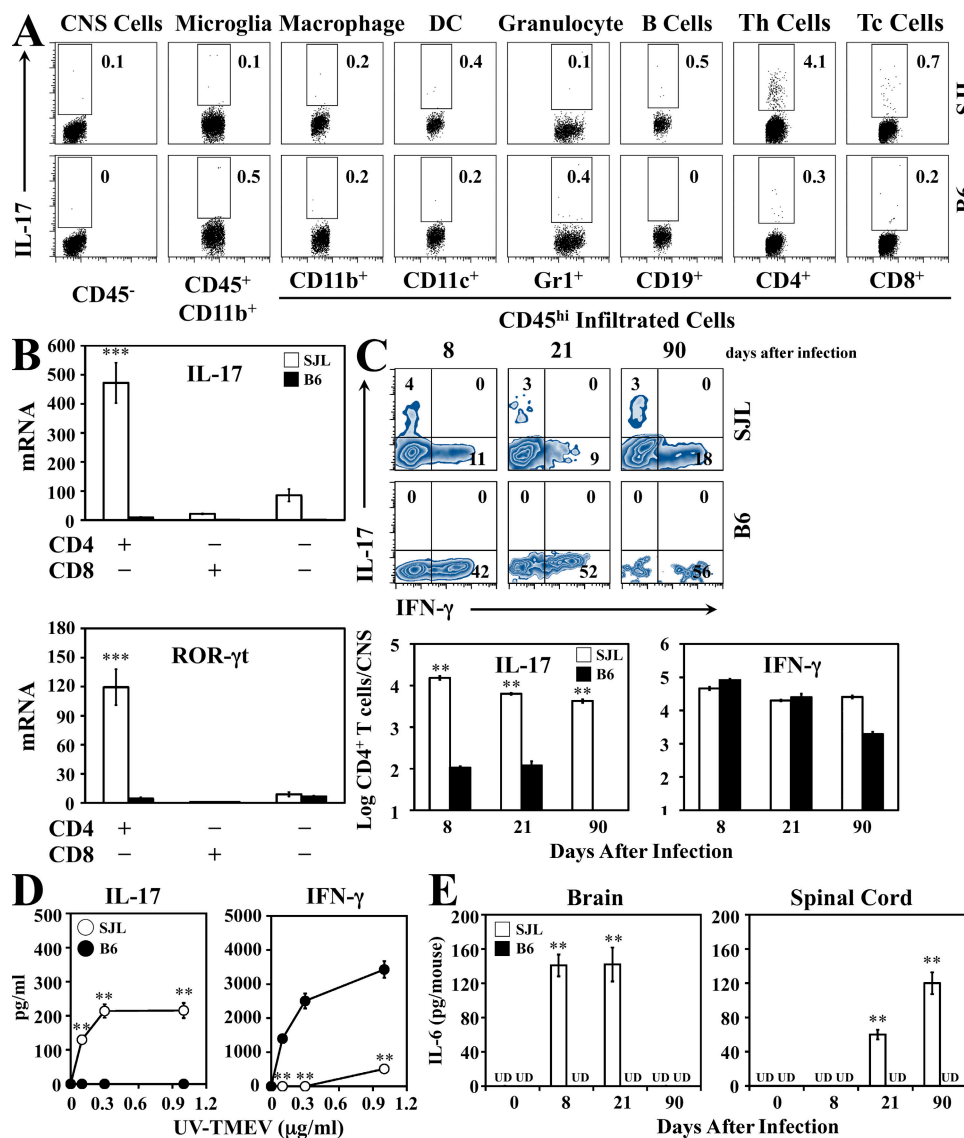 A
CNS Cells Microglia Macrophage DC Granulocyte B Cells Th Cells Tc Cells
0.1 0.1 0.2 0.4 0.1 0.5 4.1 0.7
SJL
0 0.5 0.2 0.2 0.4 0 0.3 0.2
B6
IL-17
CD45- CD45+ CD11b+ CD11c+ Gr1+ CD19+ CD4+ CD8+
CD11b+
CD45hi Infiltrated Cells
B
600
500
400
300
200
100
0
mRNA
***
IL-17
SJL
B6
CD4 + − −
CD8 − + −
180
150
120
90
60
30
0
mRNA
***
ROR-γt
CD4 + − −
CD8 − + −
C
8 21 90 days after infection
4 0 3 0 3 0
11 9 18
SJL
0 0 0 0 0 0
42 52 56
B6
IL-17
IFN-γ
5
4
3
2
1
Log CD4+ T cells/CNS
IL-17
SJL
B6
** ** **
8 21 90
6
5
4
3
2
1
IFN-γ
8 21 90
Days After Infection
D
IL-17
500
400
300
200
100
0
pg/ml
SJL
B6
** ** **
0 0.3 0.6 0.9 1.2
IFN-γ
5000
4000
3000
2000
1000
0
** ** **
0 0.3 0.6 0.9 1.2
UV-TMEV (μg/ml)
E
Brain
200
160
120
80
40
0
IL-6 (pg/mouse)
SJL
B6
** **
UD UD UD UD UD UD
0 8 21 90
Spinal Cord
200
160
120
80
40
0
** **
UD UD UD UD UD UD
0 8 21 90
Days After Infection